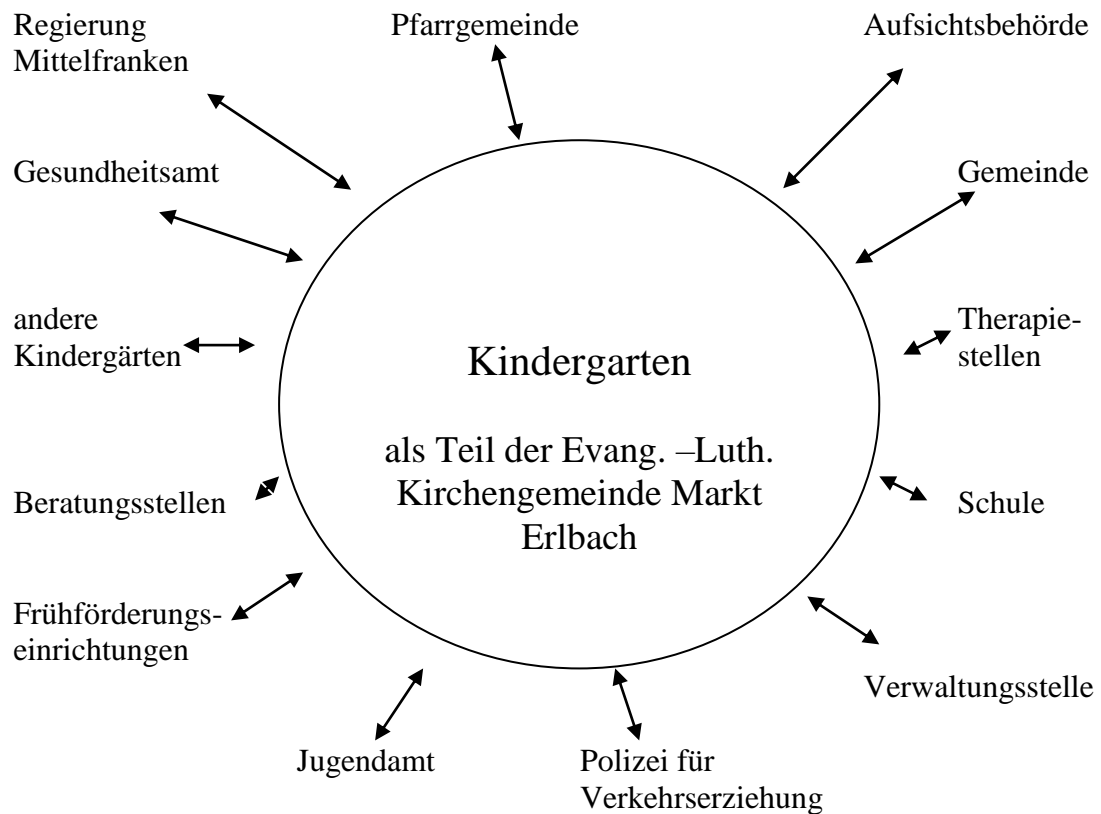 Regierung
Mittelfranken
Pfarrgemeinde
Aufsichtsbehörde
Gesundheitsamt
Gemeinde
andere
Kindergärten
Therapie-
stellen
Kindergarten
als Teil der Evang. –Luth.
Kirchengemeinde Markt
Erlbach
Beratungsstellen
Schule
Frühförderungs-
einrichtungen
Verwaltungsstelle
Jugendamt
Polizei für
Verkehrserziehung